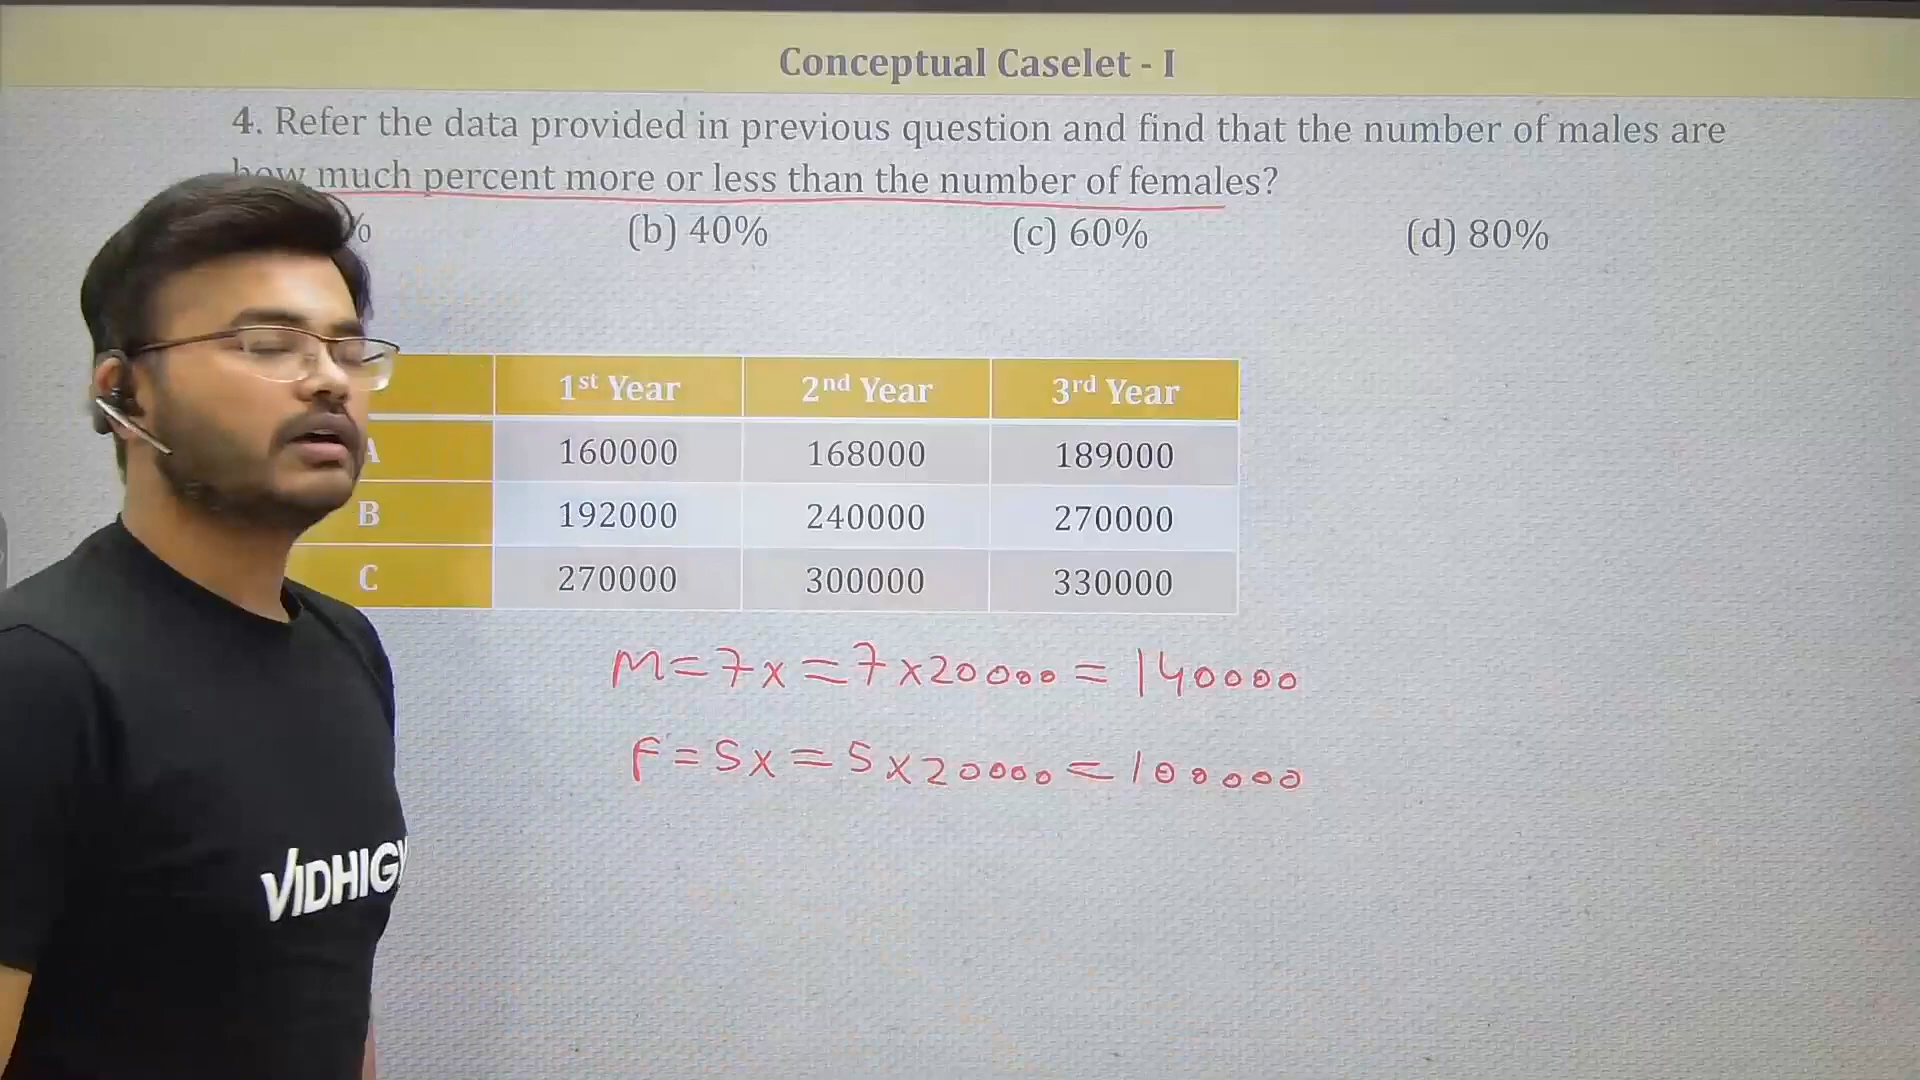 Conceptual Caselet - I
4. Refer the data provided in previous question and find that the number of males are
how much percent more or less than the number of females?
% (b) 40% (c) 60% (d) 80%
1st Year 2nd Year 3rd Year
A 160000 168000 189000
B 192000 240000 270000
C 270000 300000 330000
M=7x=7x20000=140000
F=5x=5x20000=100000
VIDHIGY